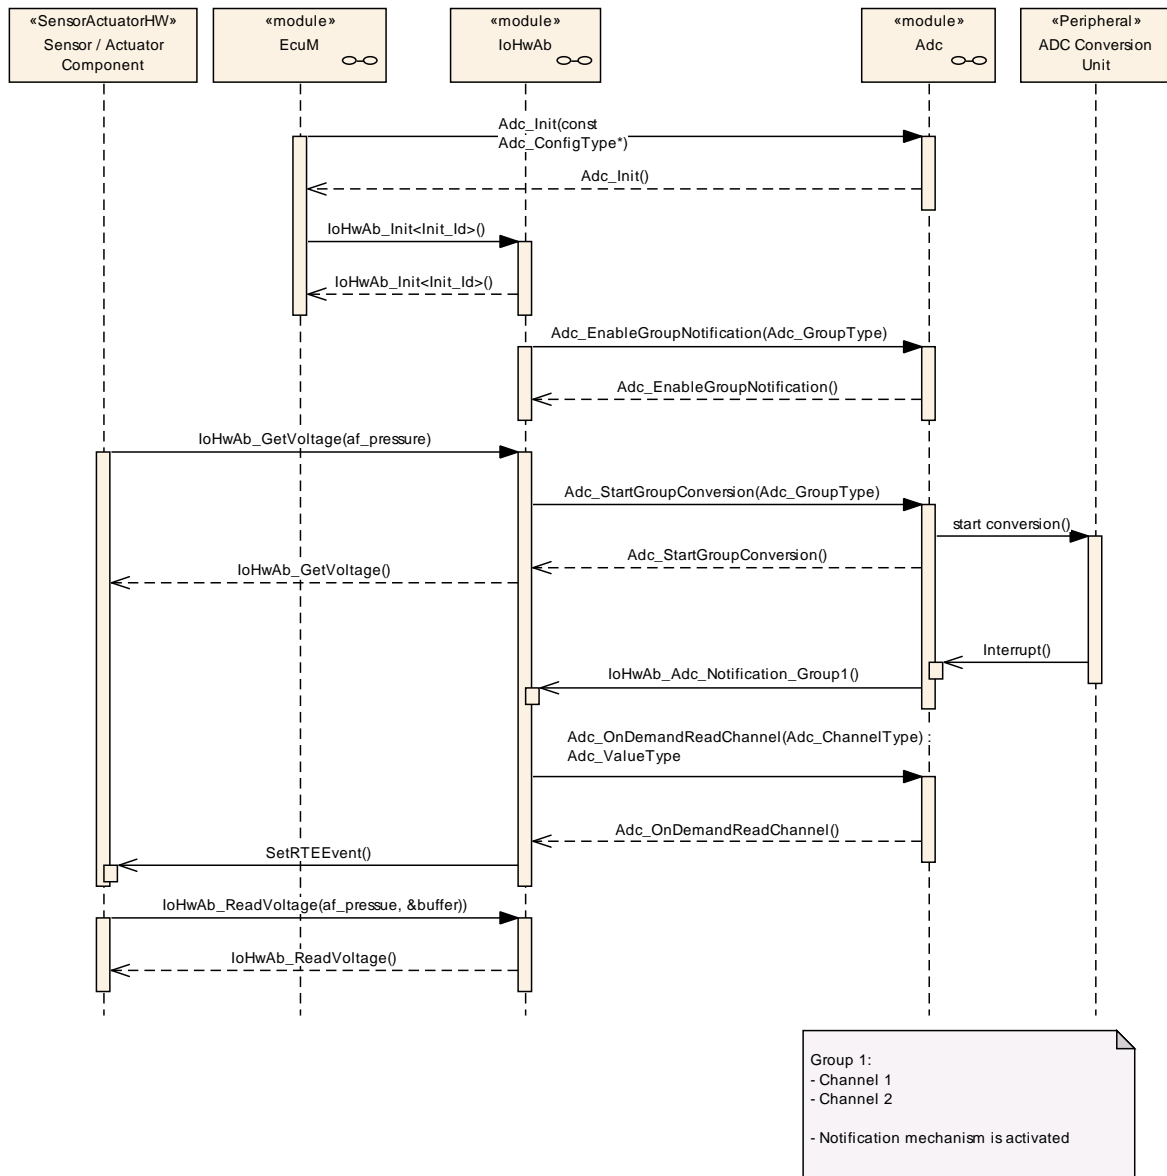 «SensorActuatorHW»
Sensor / Actuator
Component
«module»
EcuM
«module»
IoHwAb
«module»
Adc
«Peripheral»
ADC Conversion
Unit
Adc_Init(const
Adc_ConfigType*)
Adc_Init()
IoHwAb_Init<Init_Id>()
IoHwAb_Init<Init_Id>()
Adc_EnableGroupNotification(Adc_GroupType)
Adc_EnableGroupNotification()
IoHwAb_GetVoltage(af_pressure)
Adc_StartGroupConversion(Adc_GroupType)
start conversion()
Adc_StartGroupConversion()
IoHwAb_GetVoltage()
Interrupt()
IoHwAb_Adc_Notification_Group1()
Adc_OnDemandReadChannel(Adc_ChannelType) :
Adc_ValueType
Adc_OnDemandReadChannel()
SetRTEEvent()
IoHwAb_ReadVoltage(af_pressue, &buffer))
IoHwAb_ReadVoltage()
Group 1:
- Channel 1
- Channel 2
- Notification mechanism is activated